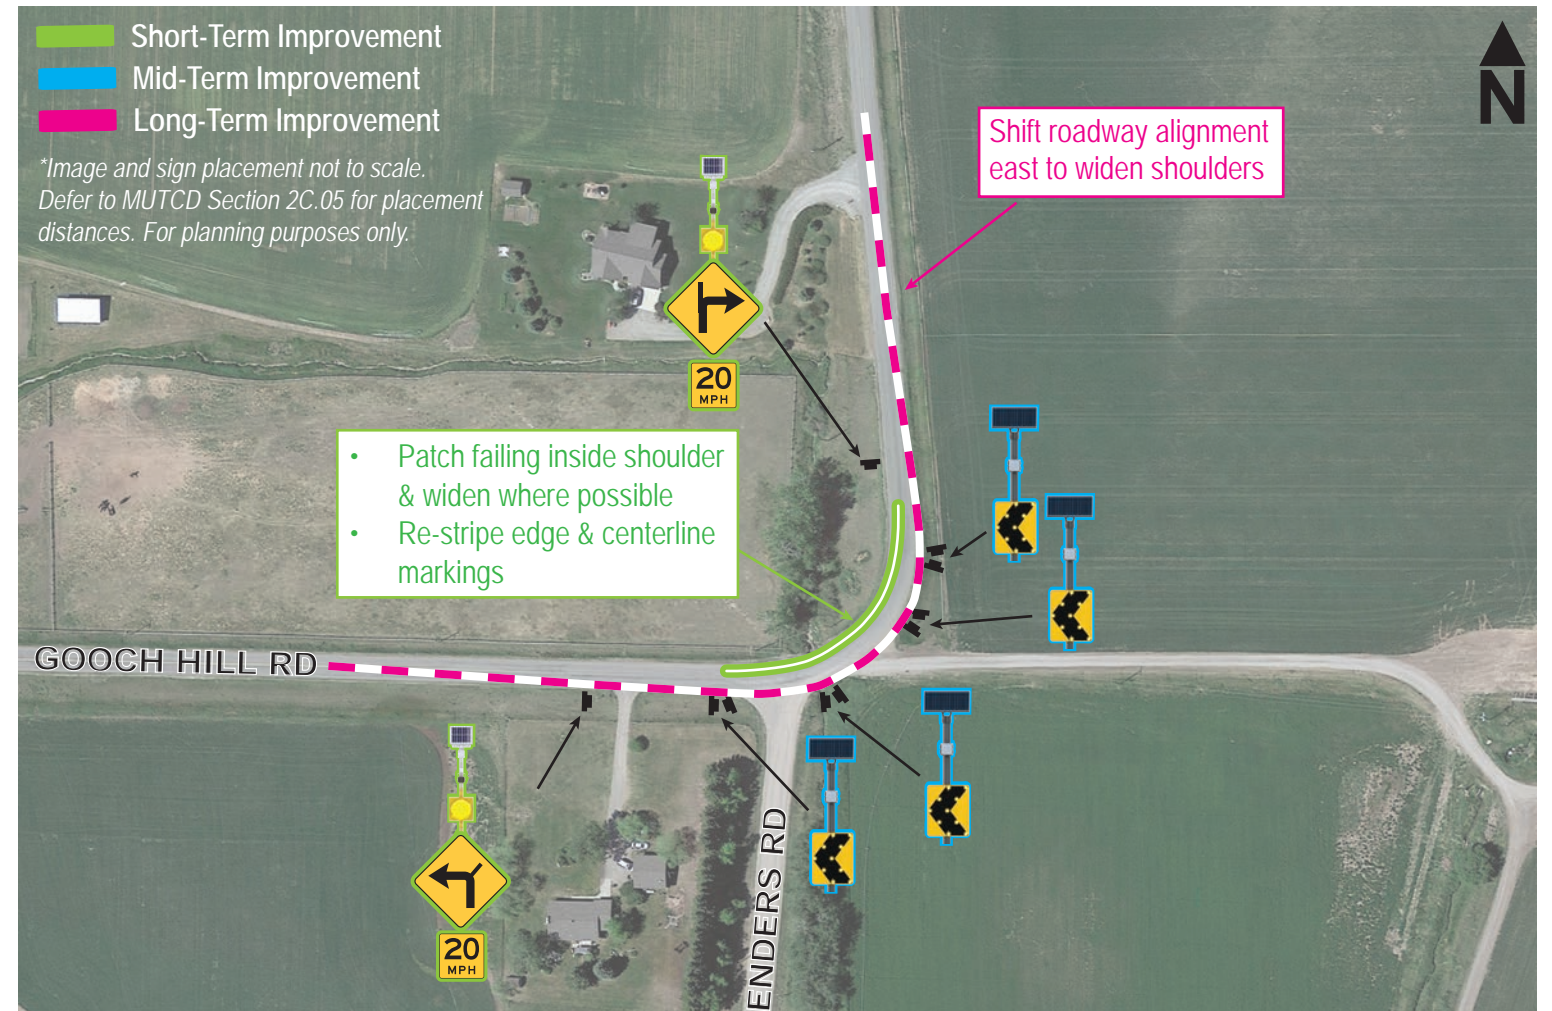 Short-Term Improvement
Mid-Term Improvement
Long-Term Improvement
*Image and sign placement not to scale.
Defer to MUTCD Section 2C.05 for placement
distances. For planning purposes only.
N
Shift roadway alignment
east to widen shoulders
20
MPH
• Patch failing inside shoulder
& widen where possible
• Re-stripe edge & centerline
markings
GOOCH HILL RD
ENDERS RD
20
MPH